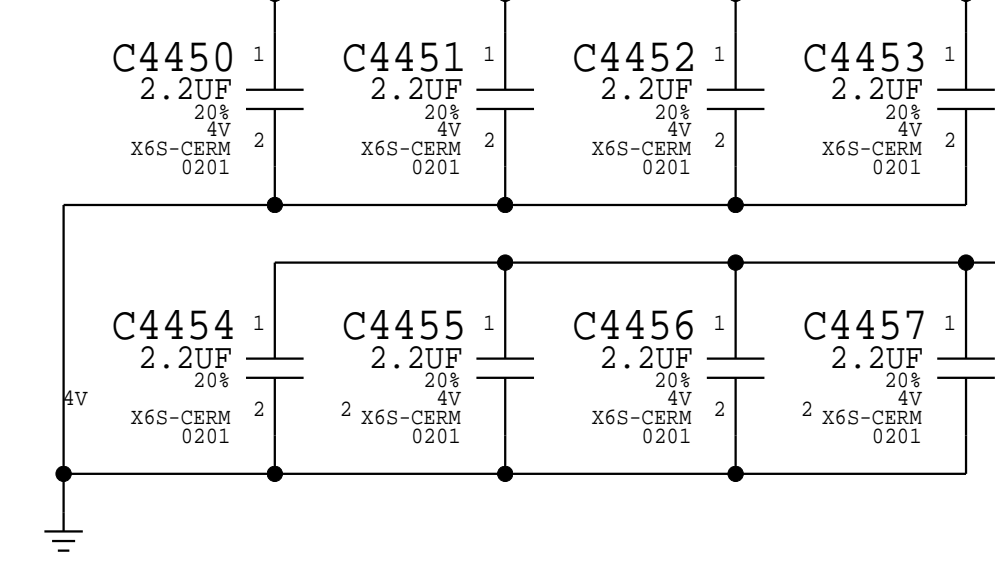 C4450 1
2.2UF
20%
4V
X6S-CERM 2
0201
C4451 1
2.2UF
20%
4V
X6S-CERM 2
0201
C4452 1
2.2UF
20%
4V
X6S-CERM 2
0201
C4453 1
2.2UF
20%
4V
X6S-CERM 2
0201
C4454 1
2.2UF
20%
4V
X6S-CERM 2
0201
C4455 1
2.2UF
20%
4V
2 X6S-CERM
0201
C4456 1
2.2UF
20%
4V
X6S-CERM 2
0201
C4457 1
2.2UF
20%
4V
2 X6S-CERM
0201